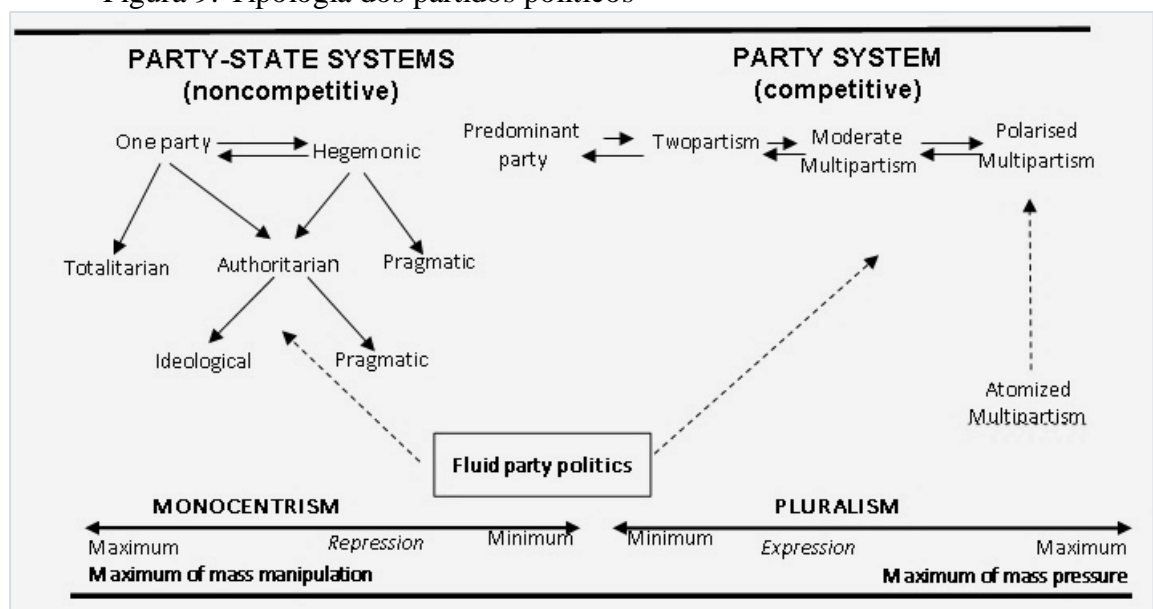 Figura 9: Tipologia dos partidos políticos
PARTY-STATE SYSTEMS
(noncompetitive)
PARTY SYSTEM
(competitive)
One party
Hegemonic
Predominant
party
Twopartism
Moderate
Multipartism
Polarised
Multipartism
Totalitarian
Authoritarian
Pragmatic
Ideological
Pragmatic
Atomized
Multipartism
Fluid party politics
MONOCENTRISM
PLURALISM
Maximum
Repression
Minimum
Minimum
Expression
Maximum
Maximum of mass manipulation
Maximum of mass pressure